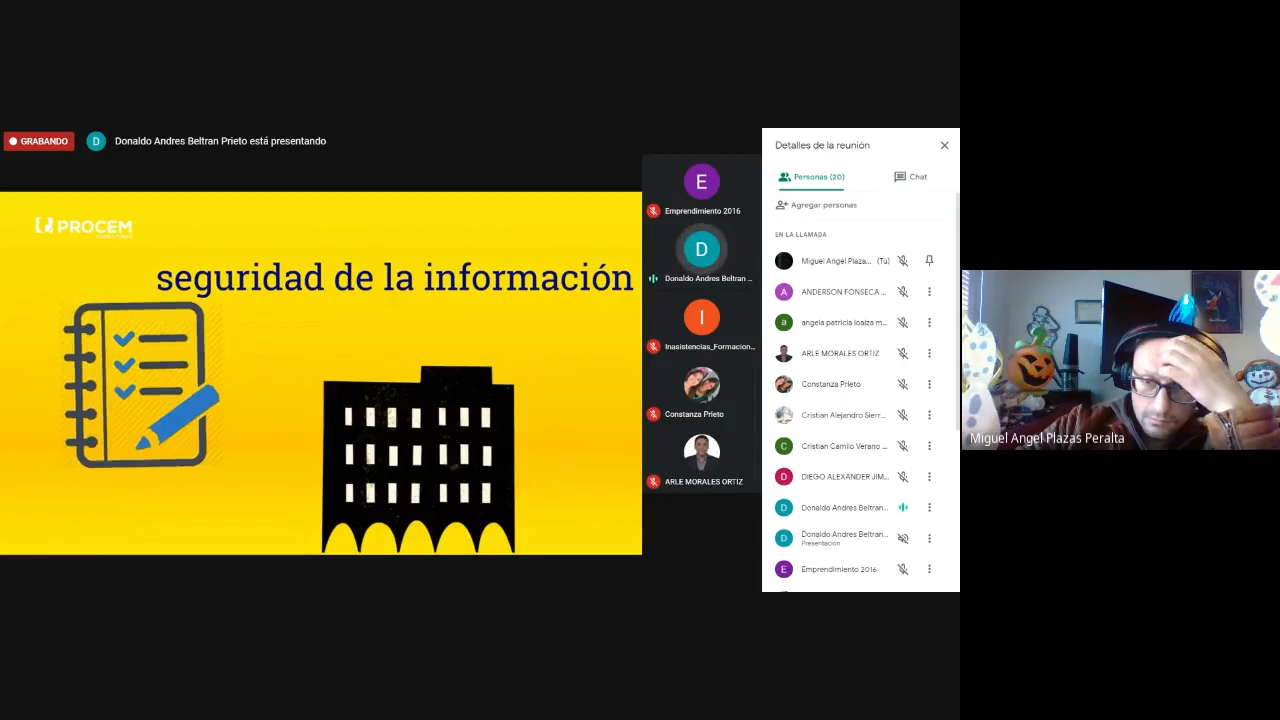 GRABANDO
D
Donaldo Andres Beltran Prieto está presentando
PROCEM
seguridad de la información
E
Emprendimiento 2016
D
Donaldo Andres Beltran ...
I
Inasistencias_Formacion...
Constanza Prieto
ARLE MORALES ORTIZ
Detalles de la reunión
Personas (20)
Chat
Agregar personas
EN LA LLAMADA
Miguel Angel Plaza... (Tú)
A
ANDERSON FONSECA ...
a
angela patricia loaiza m...
ARLE MORALES ORTIZ
Constanza Prieto
Cristian Alejandro Sierr...
C
Cristian Camilo Verano ...
D
DIEGO ALEXANDER JIM...
D
Donaldo Andres Beltran...
D
Donaldo Andres Beltran...
Presentación
E
Emprendimiento 2016
Miguel Angel Plazas Peralta